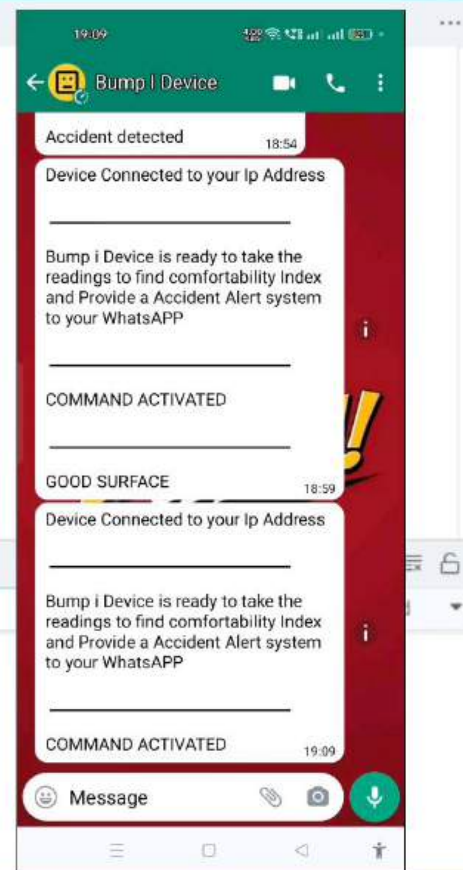 19:09
Bump I Device
Accident detected
18:54
Device Connected to your Ip Address
Bump i Device is ready to take the
readings to find comfortability Index
and Provide a Accident Alert system
to your WhatsAPP
COMMAND ACTIVATED
GOOD SURFACE
18:59
Device Connected to your Ip Address
Bump i Device is ready to take the
readings to find comfortability Index
and Provide a Accident Alert system
to your WhatsAPP
COMMAND ACTIVATED
19:09
Message